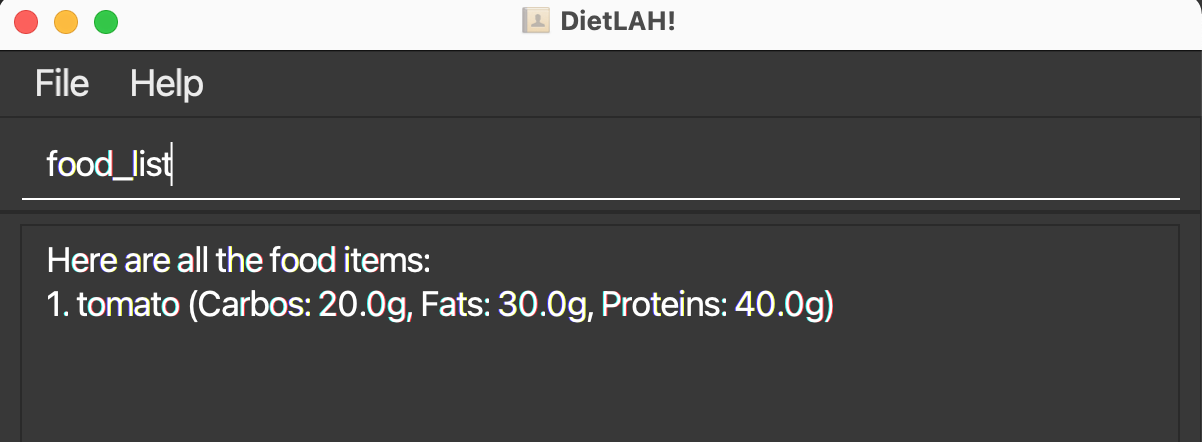 DietLAH!
File Help
food_list
Here are all the food items:
1. tomato (Carbos: 20.0g, Fats: 30.0g, Proteins: 40.0g)